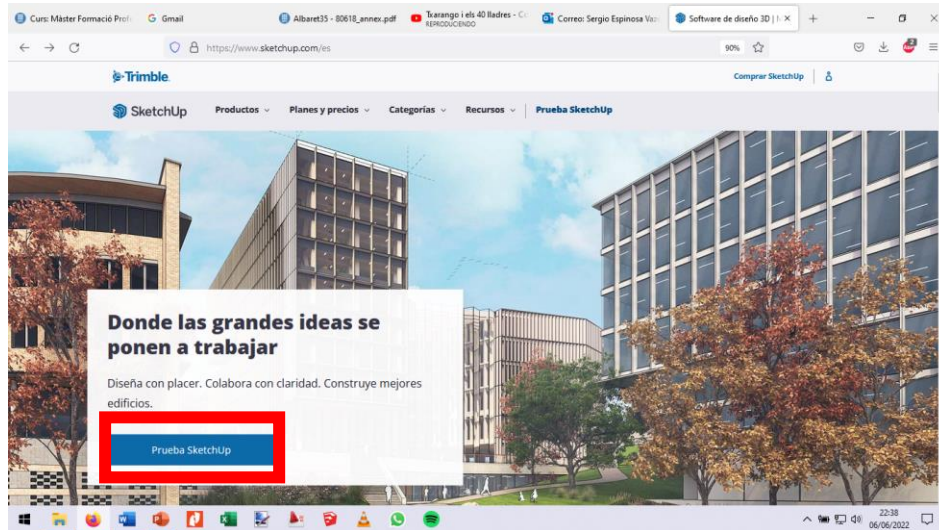 Curs: Màster Formació Prof
Gmail
Albaret35 - 80618_annex.pdf
Txarango i els 40 lladres - C
REPRODUCIENDO
Correo: Sergio Espinosa Vaz
Software de diseño 3D |
https://www.sketchup.com/es
90%
Trimble
Comprar SketchUp
SketchUp
Productos
Planes y precios
Categorías
Recursos
Prueba SketchUp
Donde las grandes ideas se
ponen a trabajar
Diseña con placer. Colabora con claridad. Construye mejores
edificios.
Prueba SketchUp
22:38
06/06/2022